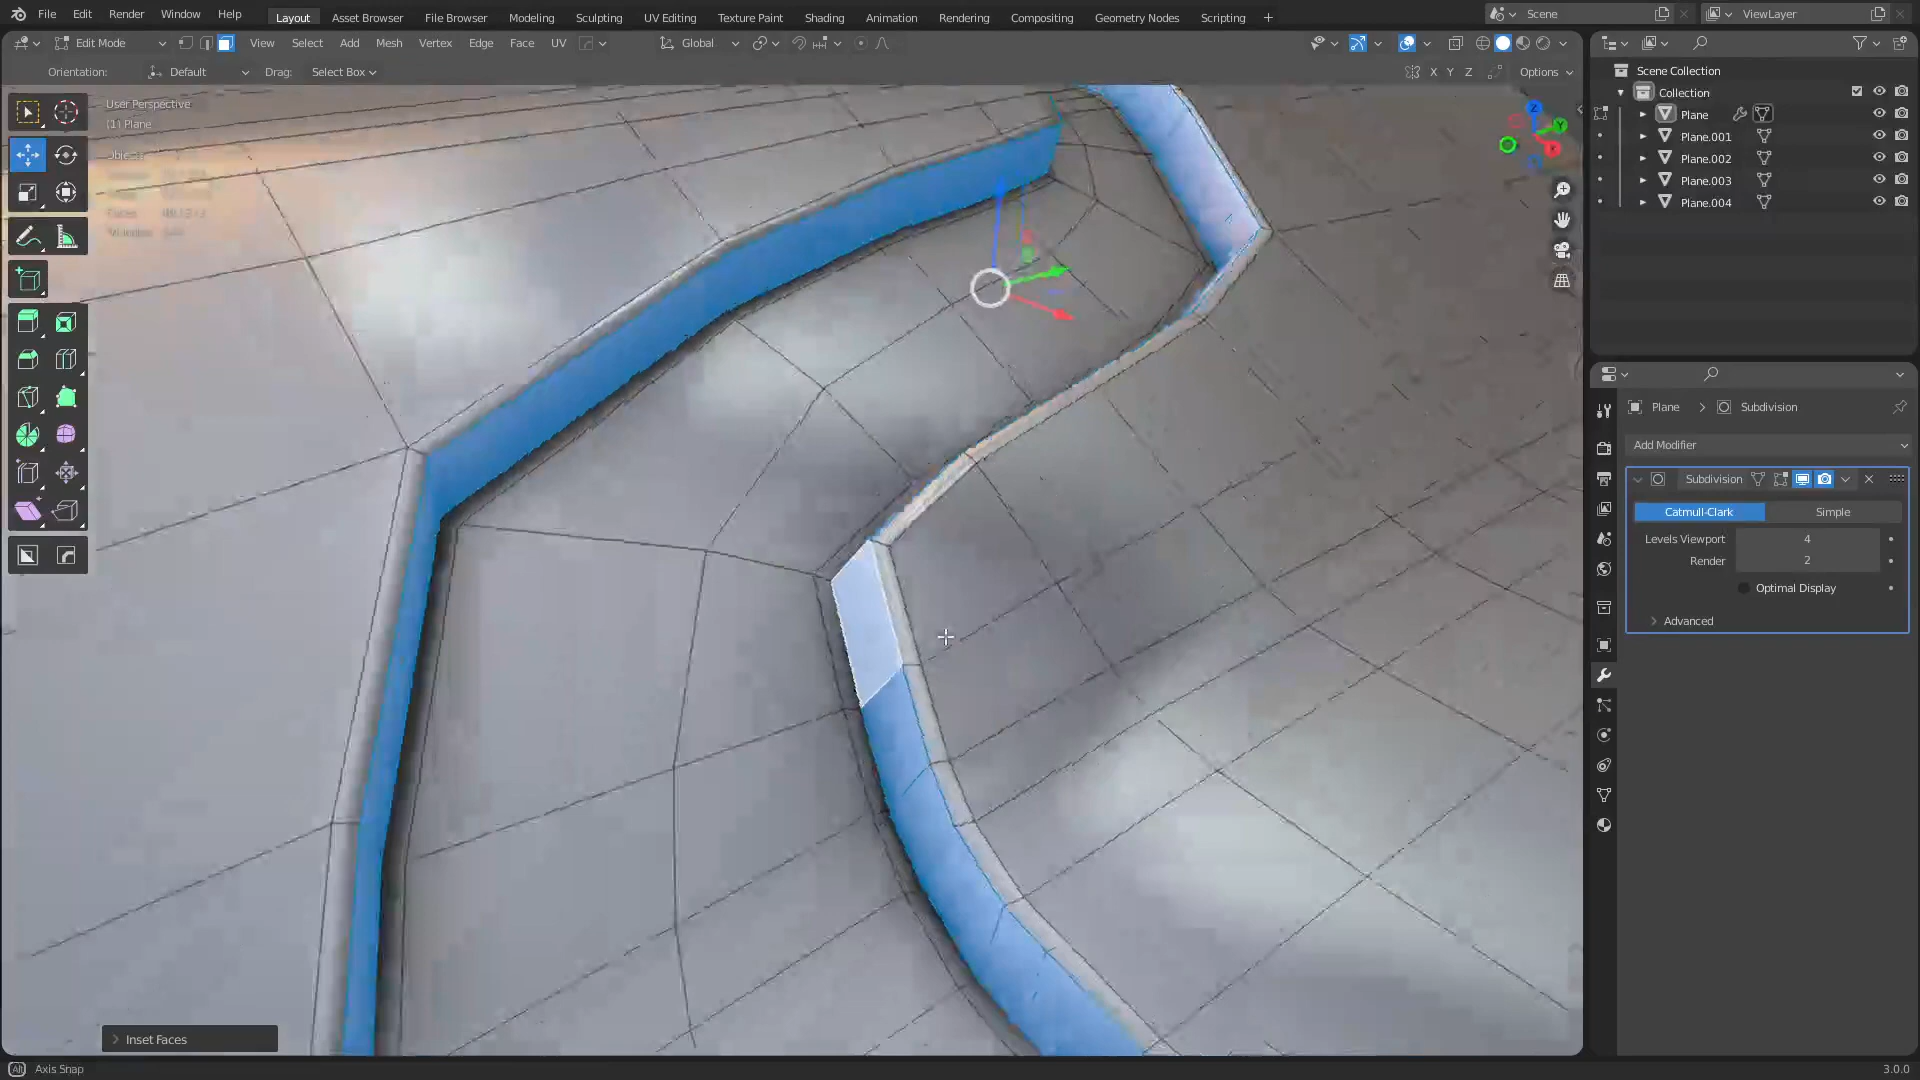 File Edit Render Window Help Layout Asset Browser File Browser Modeling Sculpting UV Editing Texture Paint Shading Animation Rendering Compositing Geometry Nodes Scripting + Scene ViewLayer
Edit Mode View Select Add Mesh Vertex Edge Face UV Global
Orientation: Default Drag: Select Box X Y Z Options
User Perspective
(1) Plane
Objects
Z
Y
X
Scene Collection
Collection
Plane
Plane.001
Plane.002
Plane.003
Plane.004
Plane > Subdivision
Add Modifier
Subdivision
Catmull-Clark Simple
Levels Viewport 4
Render 2
Optimal Display
Advanced
Inset Faces
Alt Axis Snap 3.0.0